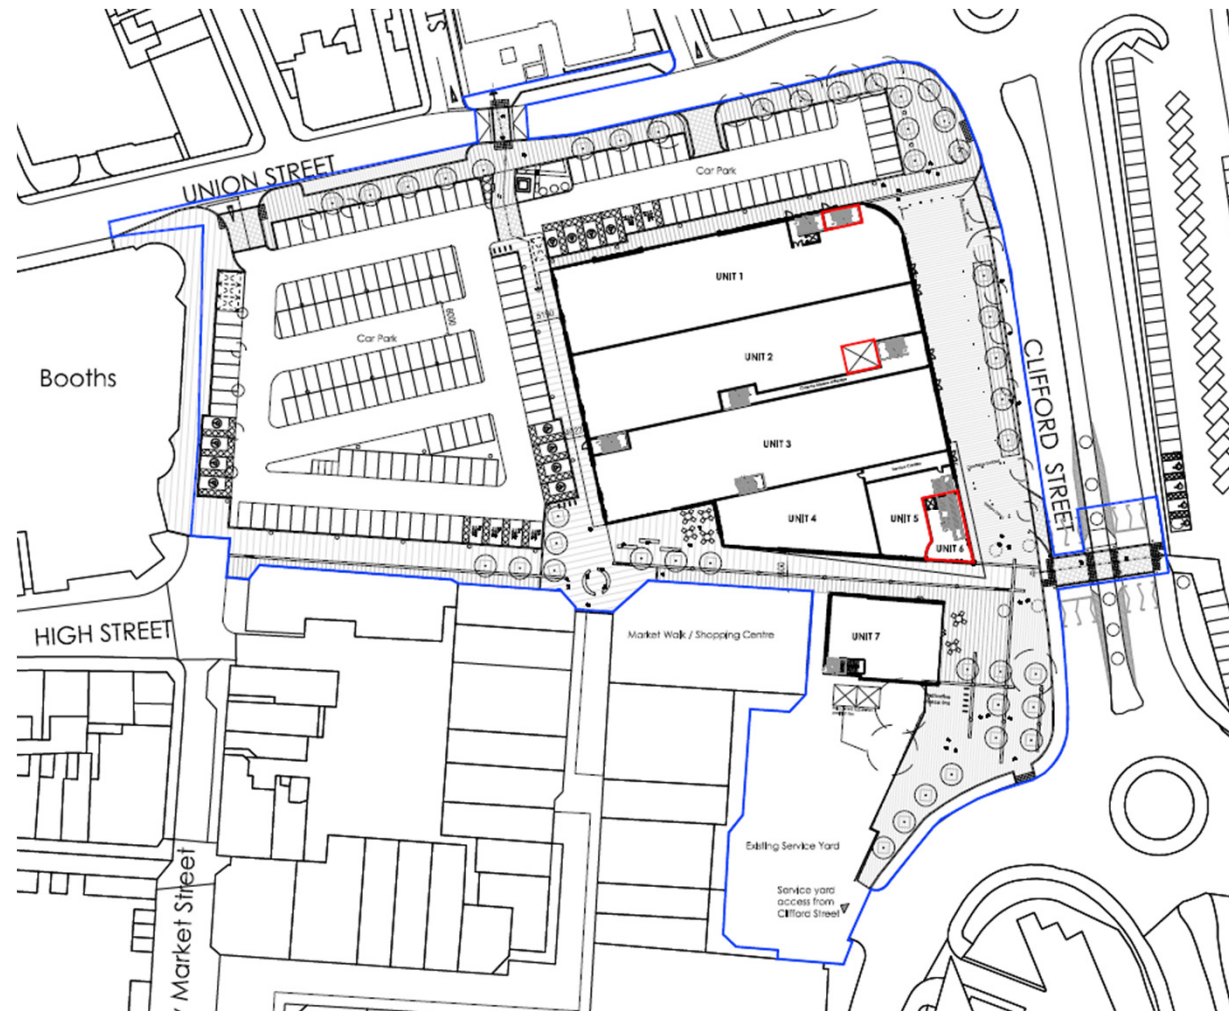 UNION STREET
Car Park
UNIT 1
Booths
Car Park
UNIT 2
UNIT 3
CLIFFORD STREET
UNIT 4
UNIT 5
UNIT 6
HIGH STREET
Market Walk / Shopping Centre
UNIT 7
Existing Service Yard
Service yard
access from
Clifford Street
Market Street